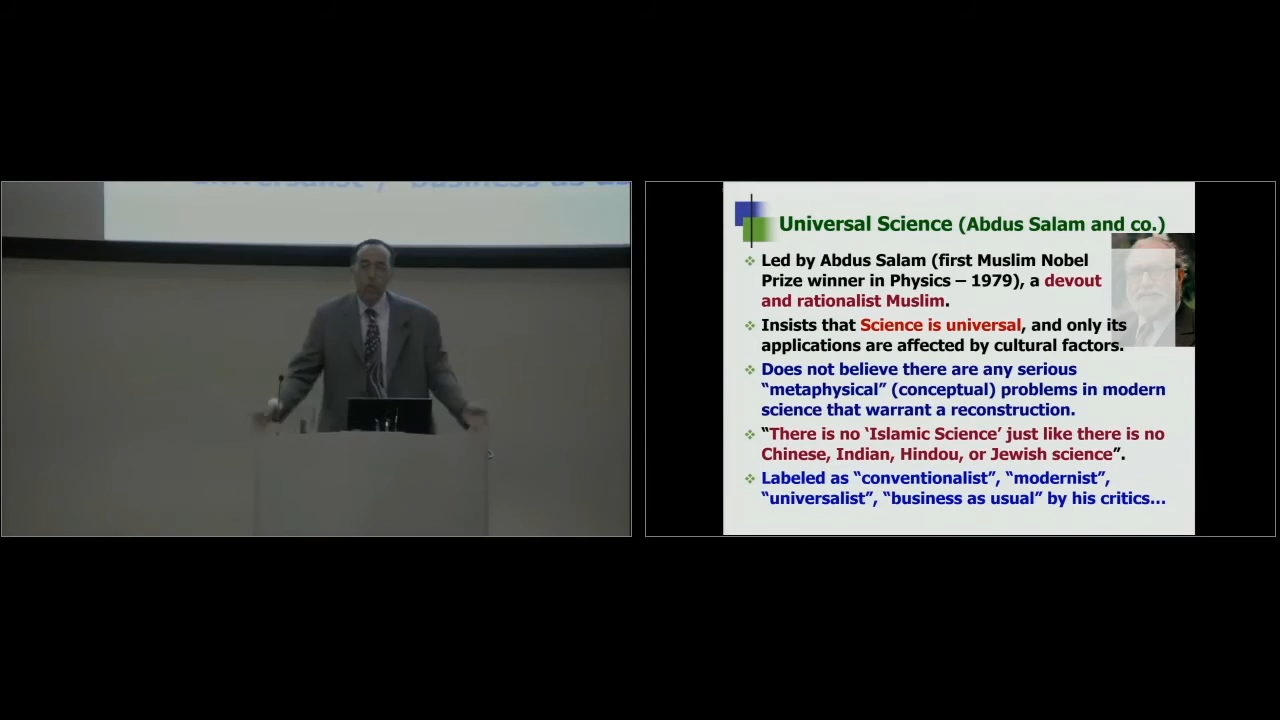 universalist", "business as us
Universal Science (Abdus Salam and co.)
Led by Abdus Salam (first Muslim Nobel
Prize winner in Physics – 1979), a devout
and rationalist Muslim.
Insists that Science is universal, and only its
applications are affected by cultural factors.
Does not believe there are any serious
“metaphysical” (conceptual) problems in modern
science that warrant a reconstruction.
“There is no ‘Islamic Science’ just like there is no
Chinese, Indian, Hindou, or Jewish science”.
Labeled as “conventionalist”, “modernist”,
“universalist”, “business as usual” by his critics…